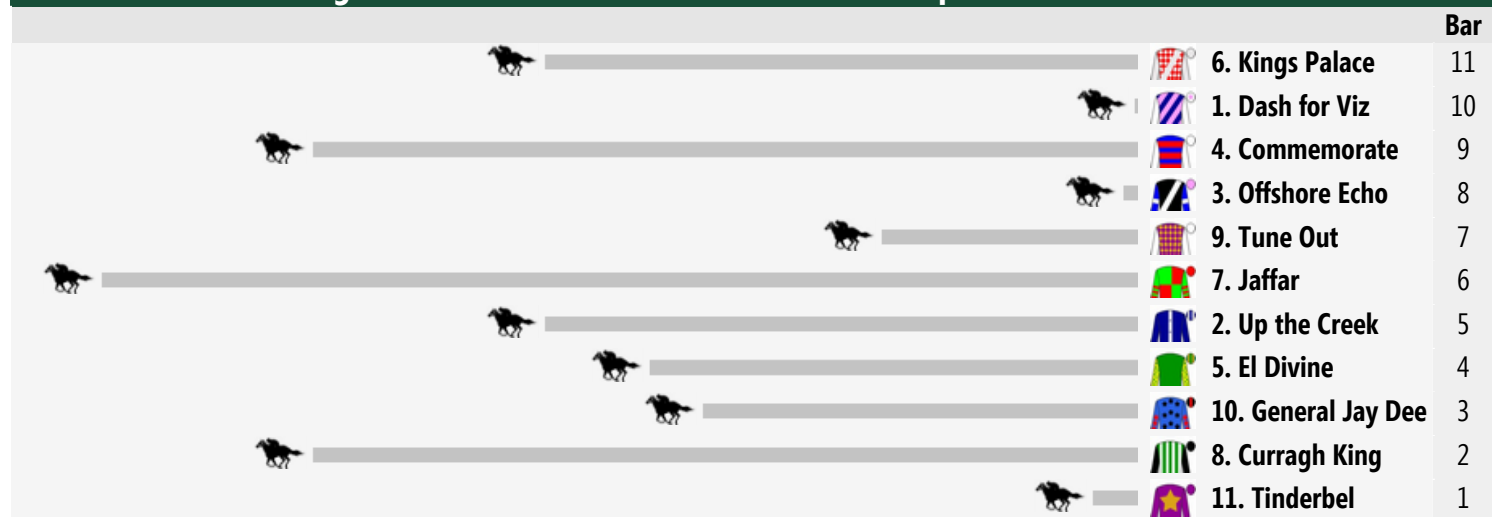 Bar
6. Kings Palace 11
1. Dash for Viz 10
4. Commemorate 9
3. Offshore Echo 8
9. Tune Out 7
7. Jaffar 6
2. Up the Creek 5
5. El Divine 4
10. General Jay Dee 3
8. Curragh King 2
11. Tinderbel 1